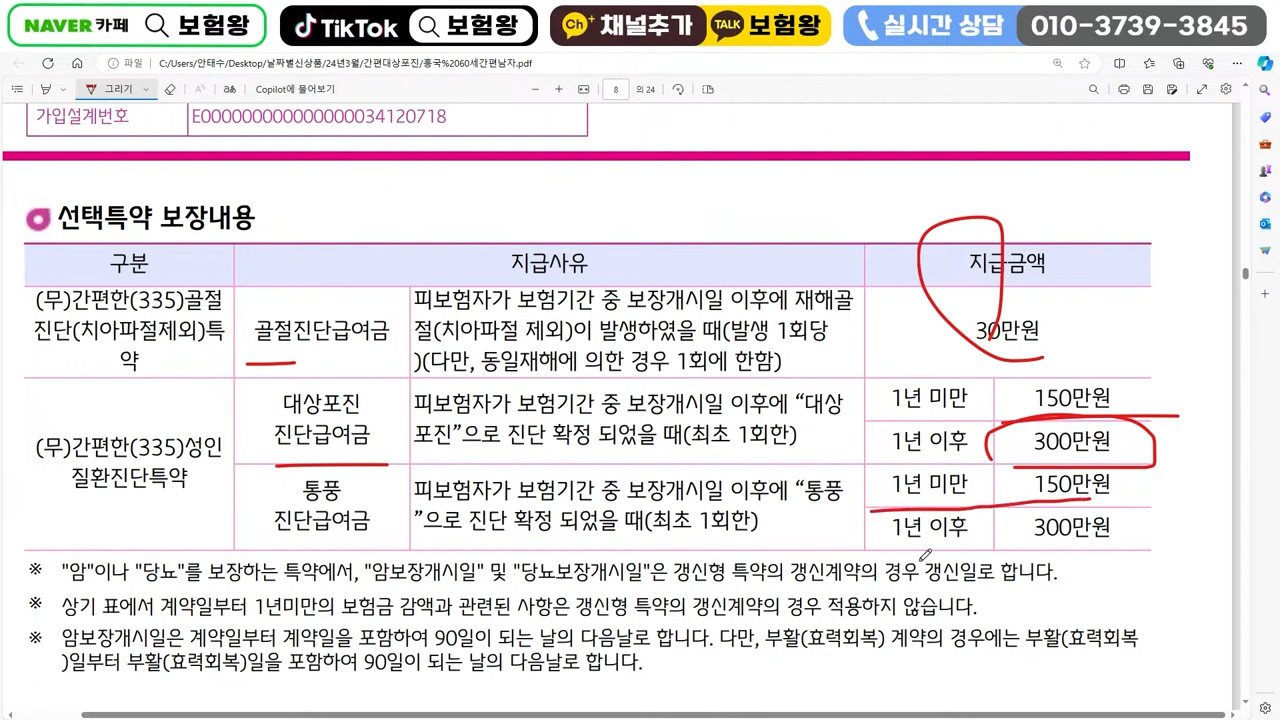 NAVER 카페 보험왕 TikTok 보험왕 Ch+ 채널추가 TALK 보험왕 실시간 상담 010-3739-3845
파일 C:/Users/안태수/Desktop/날짜별신상품/24년3월/간편대상포진/흥국%2060세간편남자.pdf
그리기 Copilot에 물어보기 8 의 24
가입설계번호 E0000000000000000034120718
선택특약 보장내용
구분 지급사유 지급금액
(무)간편한(335)골절
진단(치아파절제외)특
약
골절진단급여금
피보험자가 보험기간 중 보장개시일 이후에 재해골
절(치아파절 제외)이 발생하였을 때(발생 1회당
)(다만, 동일재해에 의한 경우 1회에 한함)
30만원
(무)간편한(335)성인
질환진단특약
대상포진
진단급여금
피보험자가 보험기간 중 보장개시일 이후에 “대상
포진”으로 진단 확정 되었을 때(최초 1회한)
1년 미만 150만원
1년 이후 300만원
통풍
진단급여금
피보험자가 보험기간 중 보장개시일 이후에 “통풍
”으로 진단 확정 되었을 때(최초 1회한)
1년 미만 150만원
1년 이후 300만원
※ "암"이나 "당뇨"를 보장하는 특약에서, "암보장개시일" 및 "당뇨보장개시일"은 갱신형 특약의 갱신계약의 경우 갱신일로 합니다.
※ 상기 표에서 계약일부터 1년미만의 보험금 감액과 관련된 사항은 갱신형 특약의 갱신계약의 경우 적용하지 않습니다.
※ 암보장개시일은 계약일부터 계약일을 포함하여 90일이 되는 날의 다음날로 합니다. 다만, 부활(효력회복) 계약의 경우에는 부활(효력회복
)일부터 부활(효력회복)일을 포함하여 90일이 되는 날의 다음날로 합니다.